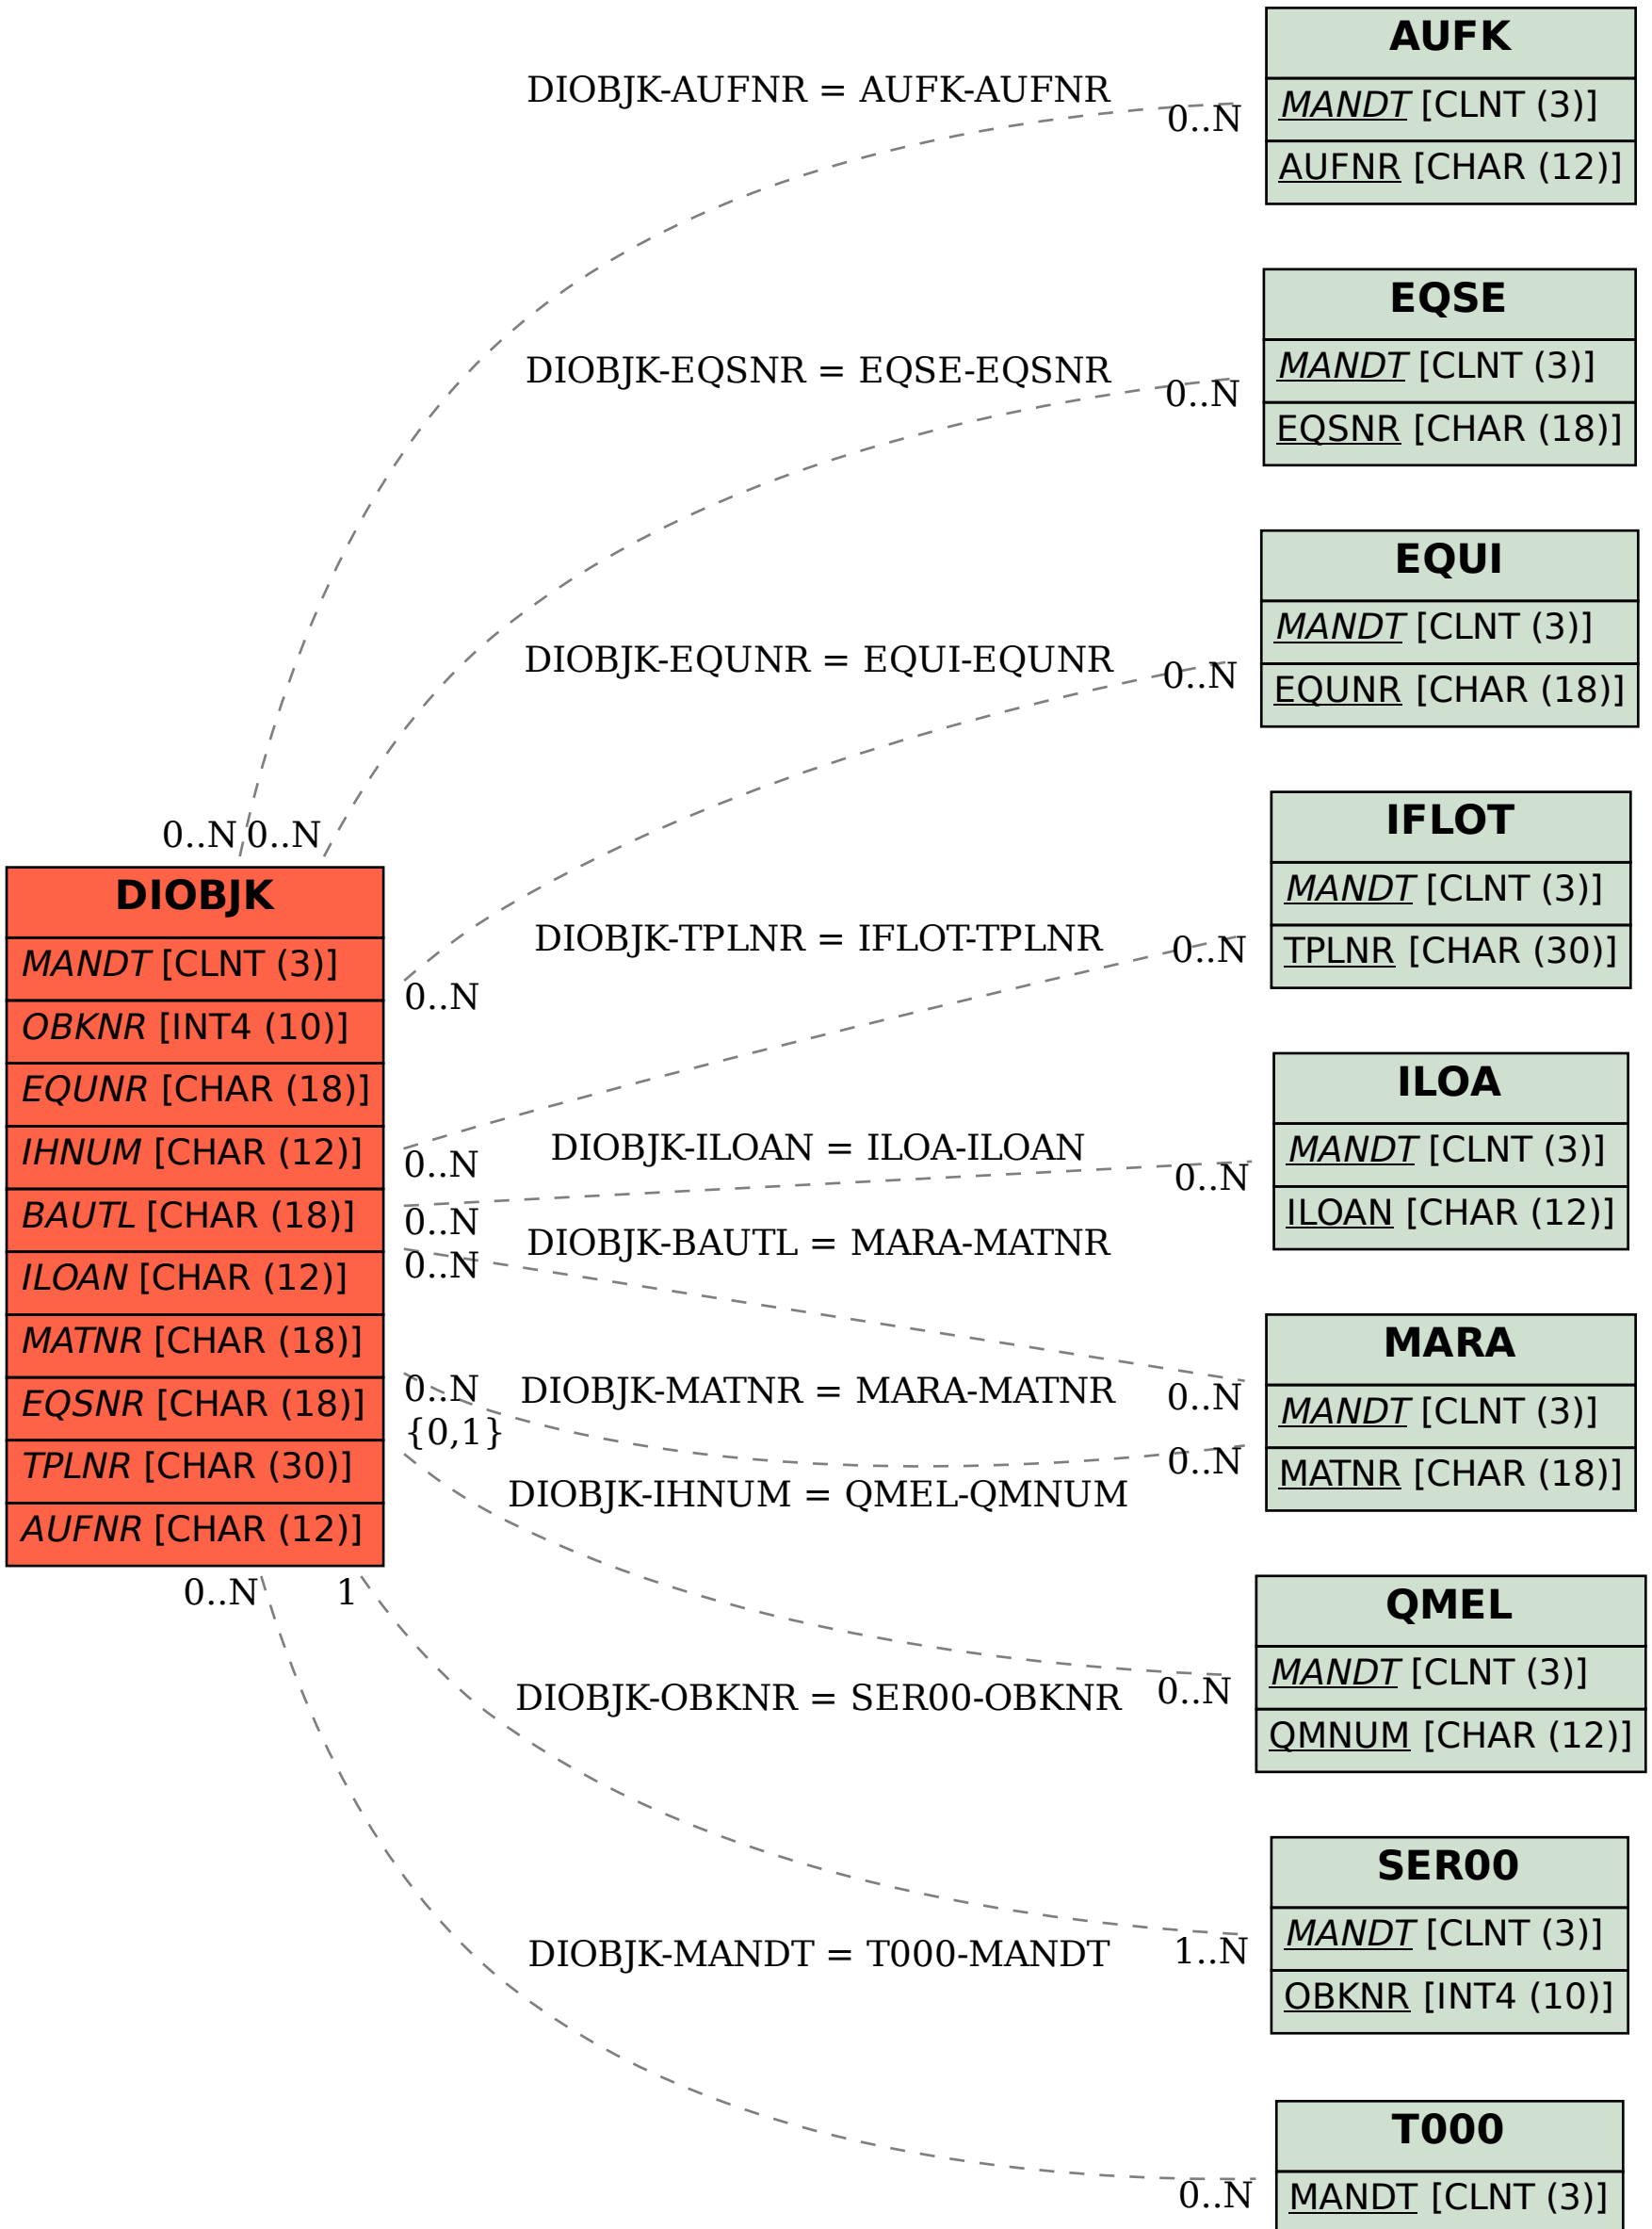 AUFK
MANDT [CLNT (3)]
AUFNR [CHAR (12)]
DIOBJK-AUFNR = AUFK-AUFNR
0..N
EQSE
MANDT [CLNT (3)]
EQSNR [CHAR (18)]
DIOBJK-EQSNR = EQSE-EQSNR
0..N
EQUI
MANDT [CLNT (3)]
EQUNR [CHAR (18)]
DIOBJK-EQUNR = EQUI-EQUNR
0..N
0..N
0..N
DIOBJK
MANDT [CLNT (3)]
OBKNR [INT4 (10)]
EQUNR [CHAR (18)]
IHNUM [CHAR (12)]
BAUTL [CHAR (18)]
ILOAN [CHAR (12)]
MATNR [CHAR (18)]
EQSNR [CHAR (18)]
TPLNR [CHAR (30)]
AUFNR [CHAR (12)]
0..N
IFLOT
MANDT [CLNT (3)]
TPLNR [CHAR (30)]
DIOBJK-TPLNR = IFLOT-TPLNR
0..N
0..N
ILOA
MANDT [CLNT (3)]
ILOAN [CHAR (12)]
DIOBJK-ILOAN = ILOA-ILOAN
0..N
0..N
DIOBJK-BAUTL = MARA-MATNR
0..N
MARA
MANDT [CLNT (3)]
MATNR [CHAR (18)]
0..N
DIOBJK-MATNR = MARA-MATNR
0..N
{0,1}
0..N
DIOBJK-IHNUM = QMEL-QMNUM
QMEL
MANDT [CLNT (3)]
QMNUM [CHAR (12)]
0..N
0..N
1
DIOBJK-OBKNR = SER00-OBKNR
SER00
MANDT [CLNT (3)]
OBKNR [INT4 (10)]
1..N
DIOBJK-MANDT = T000-MANDT
T000
MANDT [CLNT (3)]
0..N